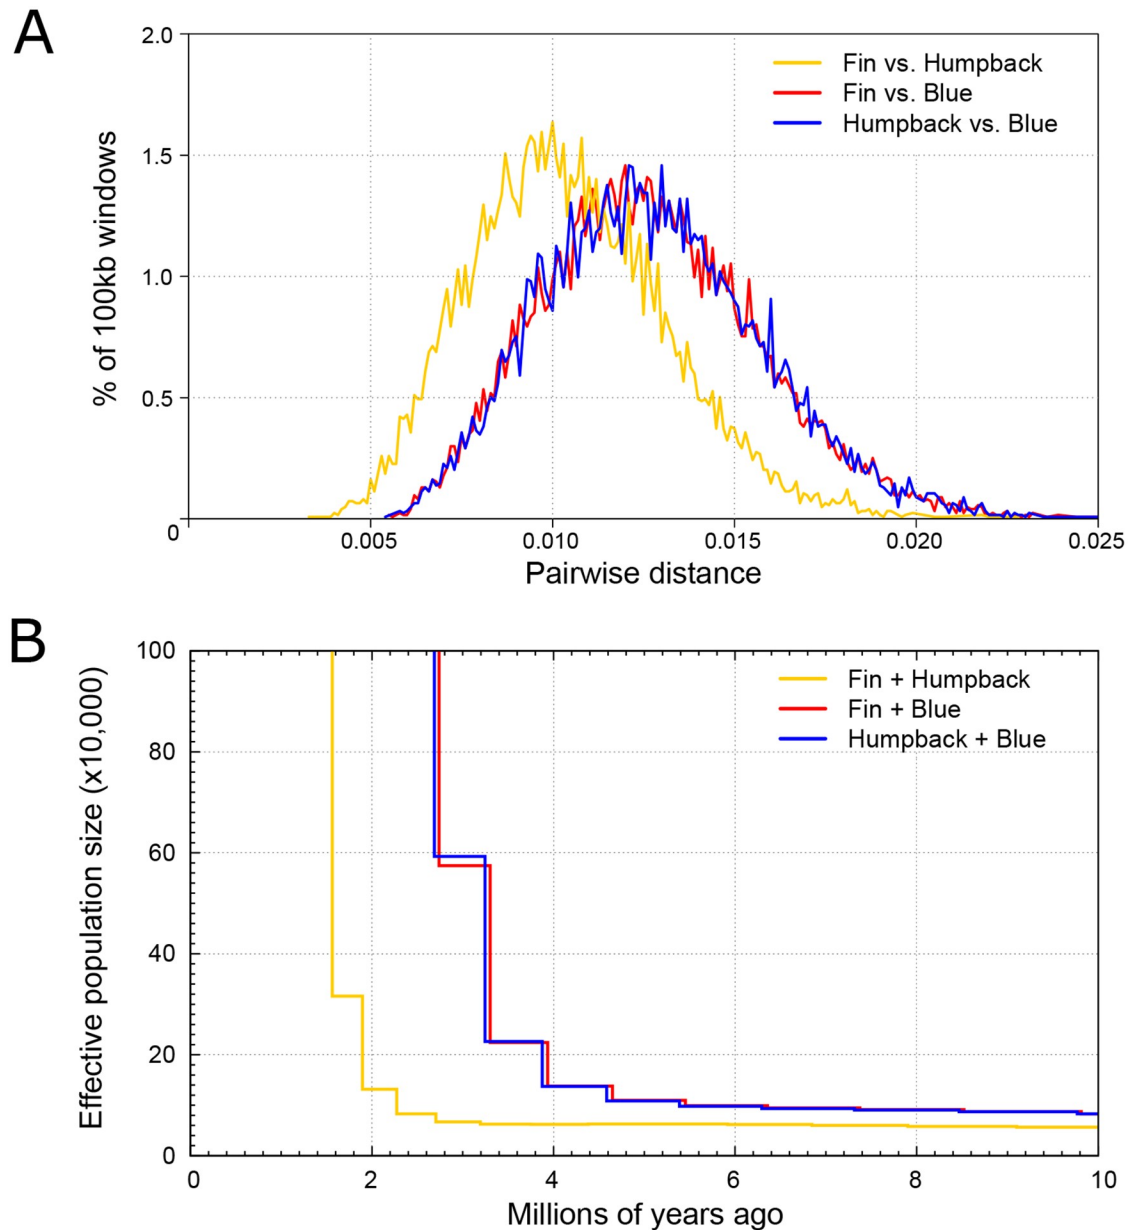 A
2.0
1.5
1.0
0.5
0
% of 100kb windows
Fin vs. Humpback
Fin vs. Blue
Humpback vs. Blue
0.005
0.010
0.015
0.020
0.025
Pairwise distance
B
100
80
60
40
20
0
Effective population size (x10,000)
Fin + Humpback
Fin + Blue
Humpback + Blue
0
2
4
6
8
10
Millions of years ago